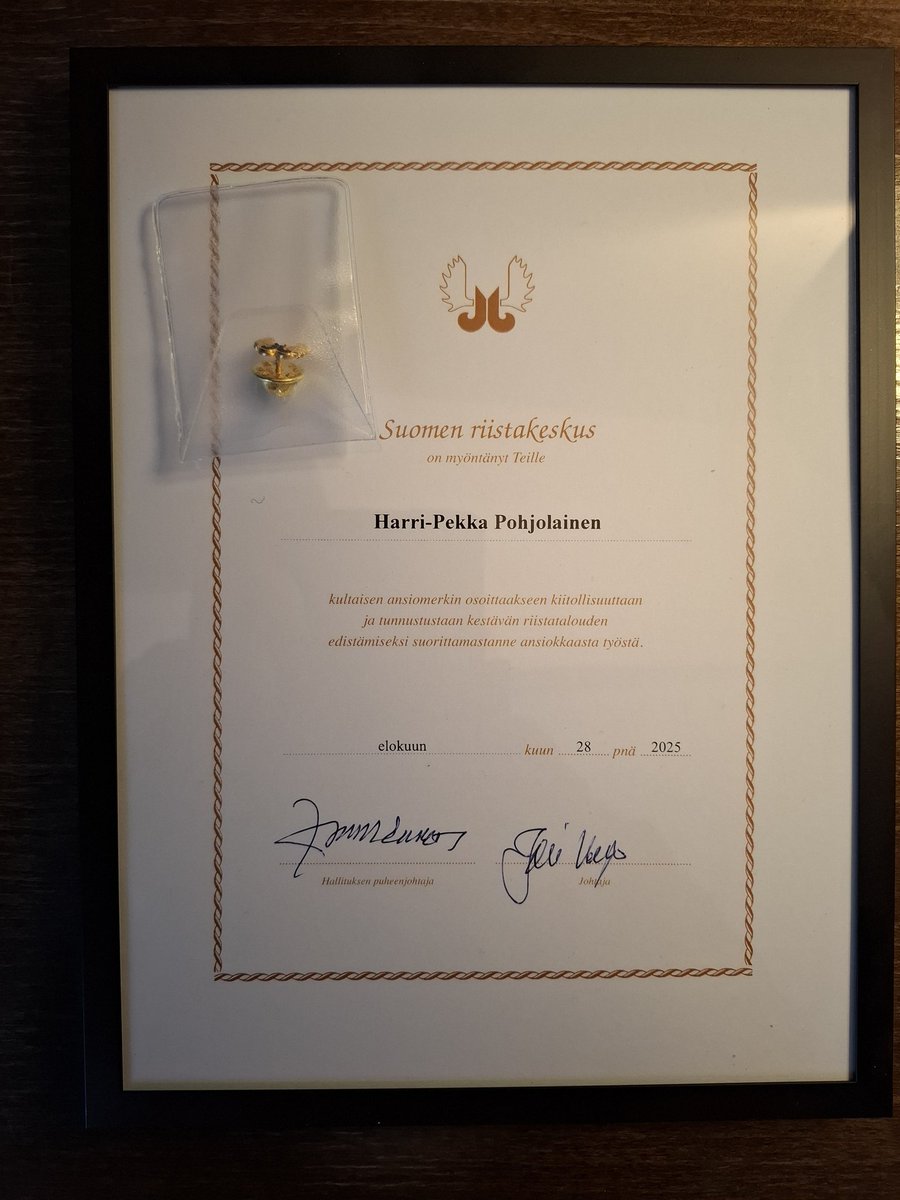 Suomen riistakeskus
on myöntänyt Teille
Harri-Pekka Pohjolainen
kultaisen ansiomerkin osoittaakseen kiitollisuuttaan
ja tunnustustaan kestävän riistatalouden
edistämiseksi suorittamastanne ansiokkaasta työstä.
elokuun kuun 28 pnä 2025
Hallituksen puheenjohtaja Johtaja